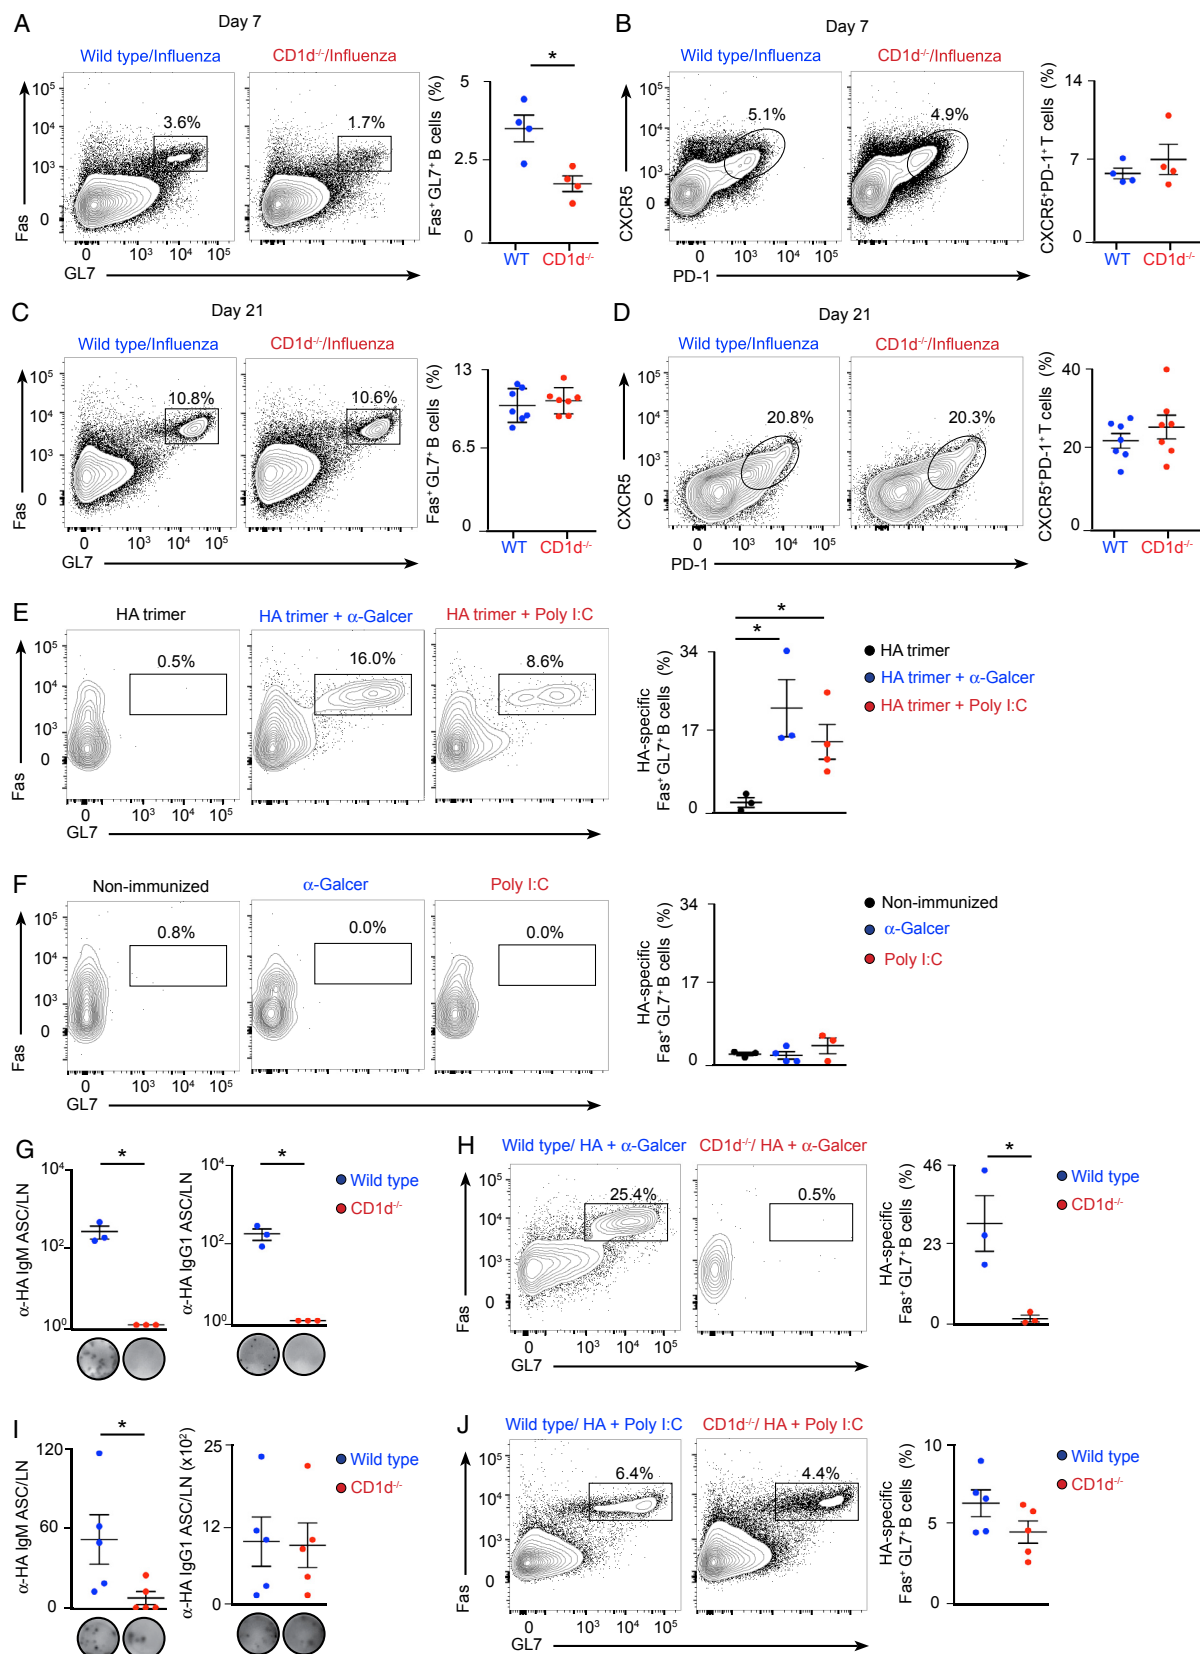 A
Day 7
Wild type/Influenza
CD1d-/-/Influenza
3.6%
1.7%
10⁵
10⁴
10³
0
Fas
0 10³ 10⁴ 10⁵
GL7
*
Fas⁺ GL7⁺ B cells (%)
5
2.5
0
WT
CD1d-/-
B
Day 7
Wild type/Influenza
CD1d-/-/Influenza
5.1%
4.9%
10⁵
10⁴
10³
0
CXCR5
0 10³ 10⁴ 10⁵
PD-1
CXCR5⁺PD-1⁺ T cells (%)
14
7
0
WT
CD1d-/-
C
Day 21
Wild type/Influenza
CD1d-/-/Influenza
10.8%
10.6%
10⁵
10⁴
10³
0
Fas
0 10³ 10⁴ 10⁵
GL7
Fas⁺ GL7⁺ B cells (%)
13
6.5
0
WT
CD1d-/-
D
Day 21
Wild type/Influenza
CD1d-/-/Influenza
20.8%
20.3%
10⁵
10⁴
10³
0
CXCR5
0 10³ 10⁴ 10⁵
PD-1
CXCR5⁺PD-1⁺ T cells (%)
40
20
0
WT
CD1d-/-
E
HA trimer
HA trimer + α-Galcer
HA trimer + Poly I:C
0.5%
16.0%
8.6%
10⁵
10⁴
10³
0
Fas
0 10³ 10⁴ 10⁵
GL7
*
*
HA-specific
Fas⁺ GL7⁺ B cells (%)
34
17
0
HA trimer
HA trimer + α-Galcer
HA trimer + Poly I:C
F
Non-immunized
α-Galcer
Poly I:C
0.8%
0.0%
0.0%
10⁵
10⁴
10³
0
Fas
0 10³ 10⁴ 10⁵
GL7
HA-specific
Fas⁺ GL7⁺ B cells (%)
34
17
0
Non-immunized
α-Galcer
Poly I:C
G
*
α-HA IgM ASC/LN
10⁴
10²
10⁰
*
α-HA IgG1 ASC/LN
10⁴
10²
10⁰
Wild type
CD1d-/-
H
Wild type/ HA + α-Galcer
CD1d-/-/ HA + α-Galcer
25.4%
0.5%
10⁵
10⁴
10³
0
Fas
0 10³ 10⁴ 10⁵
GL7
*
HA-specific
Fas⁺ GL7⁺ B cells (%)
46
23
0
Wild type
CD1d-/-
I
*
α-HA IgM ASC/LN
120
60
0
α-HA IgG1 ASC/LN (x10²)
25
12
0
Wild type
CD1d-/-
J
Wild type/ HA + Poly I:C
CD1d-/-/ HA + Poly I:C
6.4%
4.4%
10⁵
10⁴
10³
0
Fas
0 10³ 10⁴ 10⁵
GL7
HA-specific
Fas⁺ GL7⁺ B cells (%)
10
5
0
Wild type
CD1d-/-